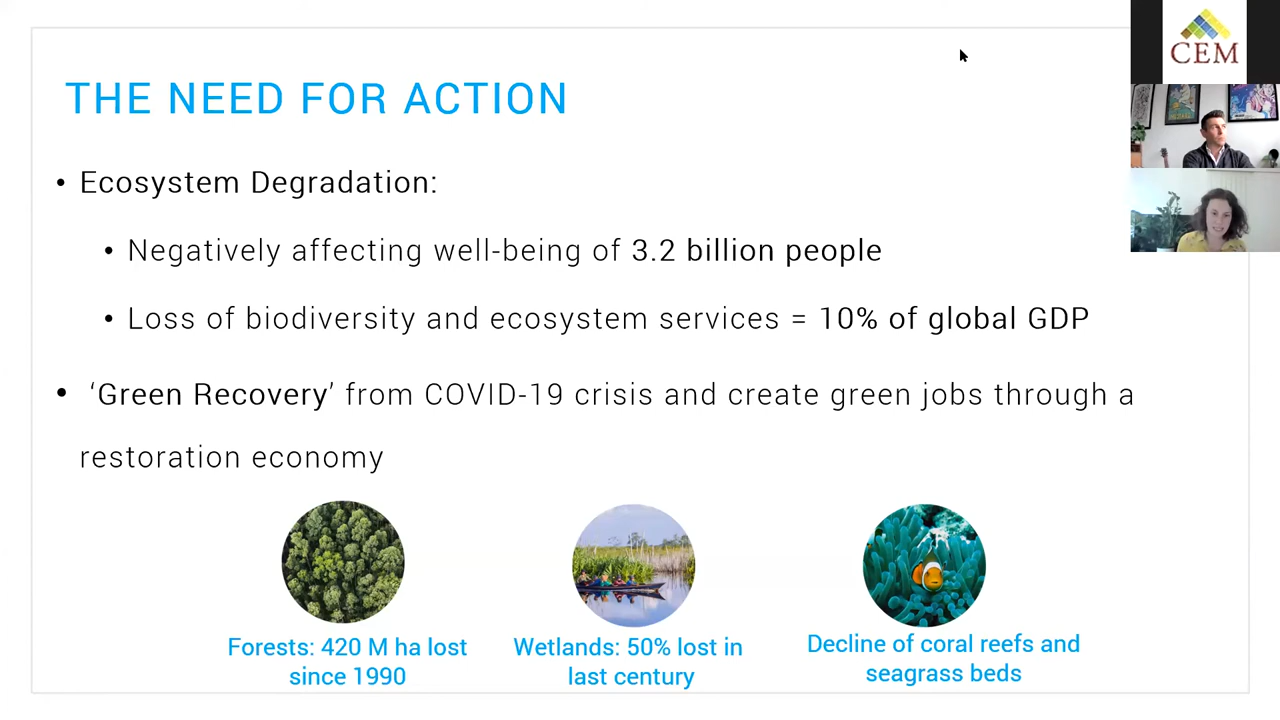 CEM
THE NEED FOR ACTION
• Ecosystem Degradation:
• Negatively affecting well-being of 3.2 billion people
• Loss of biodiversity and ecosystem services = 10% of global GDP
• ‘Green Recovery’ from COVID-19 crisis and create green jobs through a
restoration economy
Forests: 420 M ha lost
since 1990
Wetlands: 50% lost in
last century
Decline of coral reefs and
seagrass beds